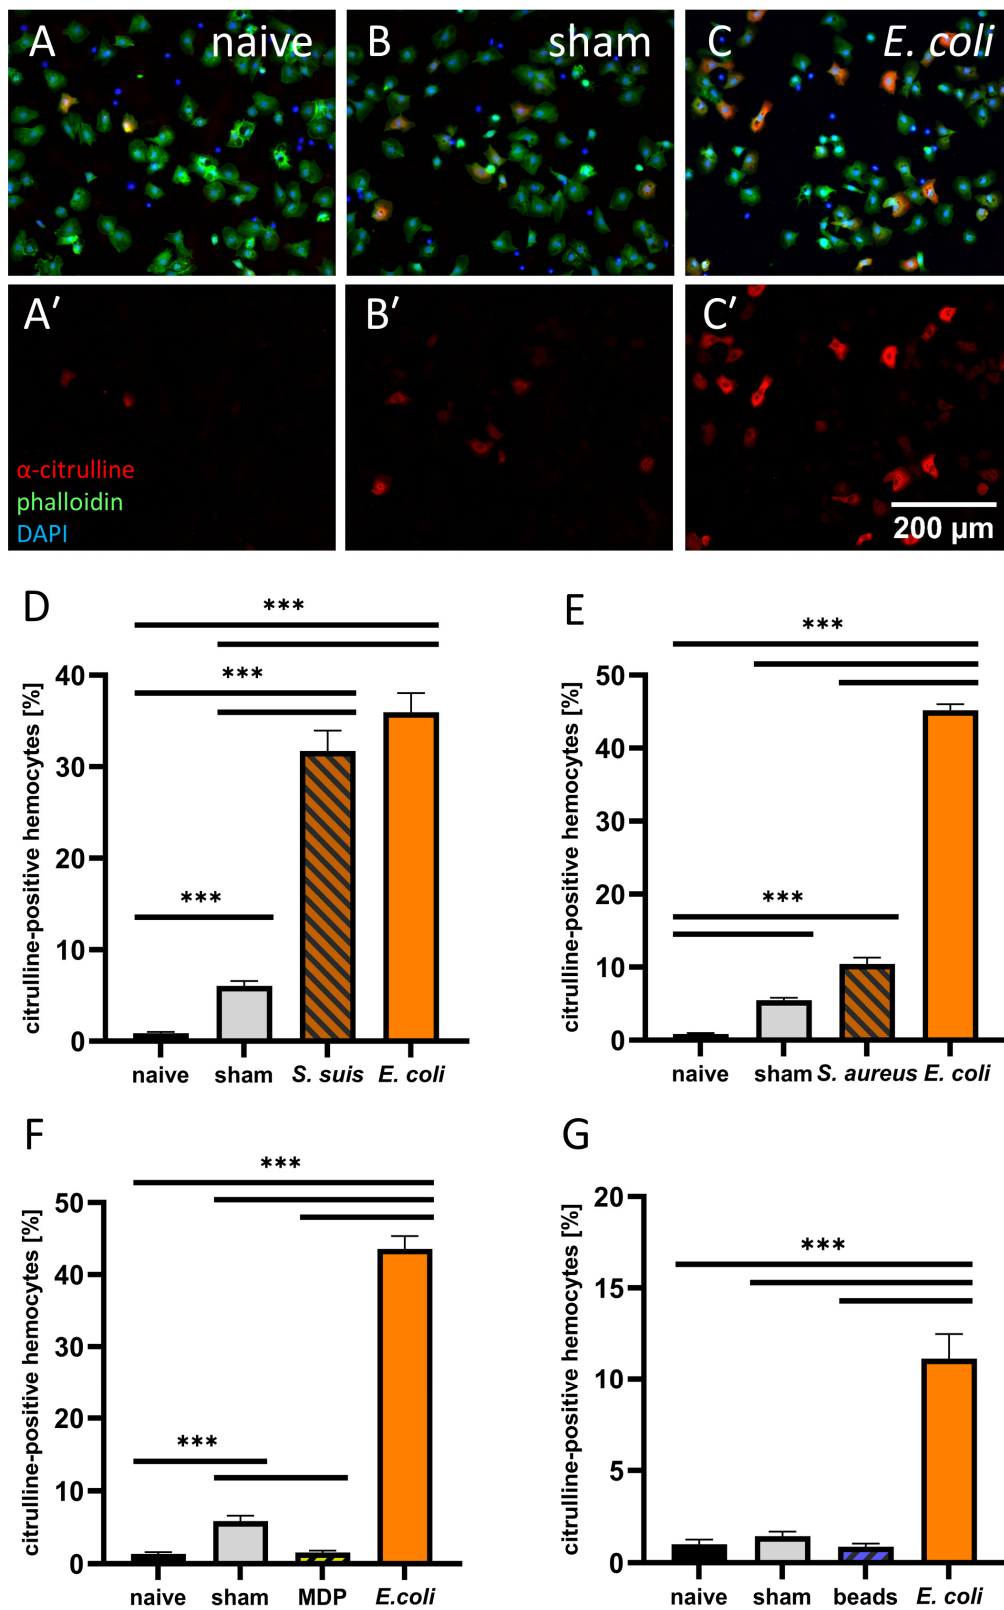 A naive
B sham
C E. coli
A′
B′
C′
α-citrulline
phalloidin
DAPI
200 µm
D
***
***
***
citrulline-positive hemocytes [%]
40
30
20
10
0
naive sham S. suis E. coli
E
***
***
citrulline-positive hemocytes [%]
50
40
30
20
10
0
naive sham S. aureus E. coli
F
***
***
citrulline-positive hemocytes [%]
50
40
30
20
10
0
naive sham MDP E.coli
G
***
citrulline-positive hemocytes [%]
20
15
10
5
0
naive sham beads E. coli